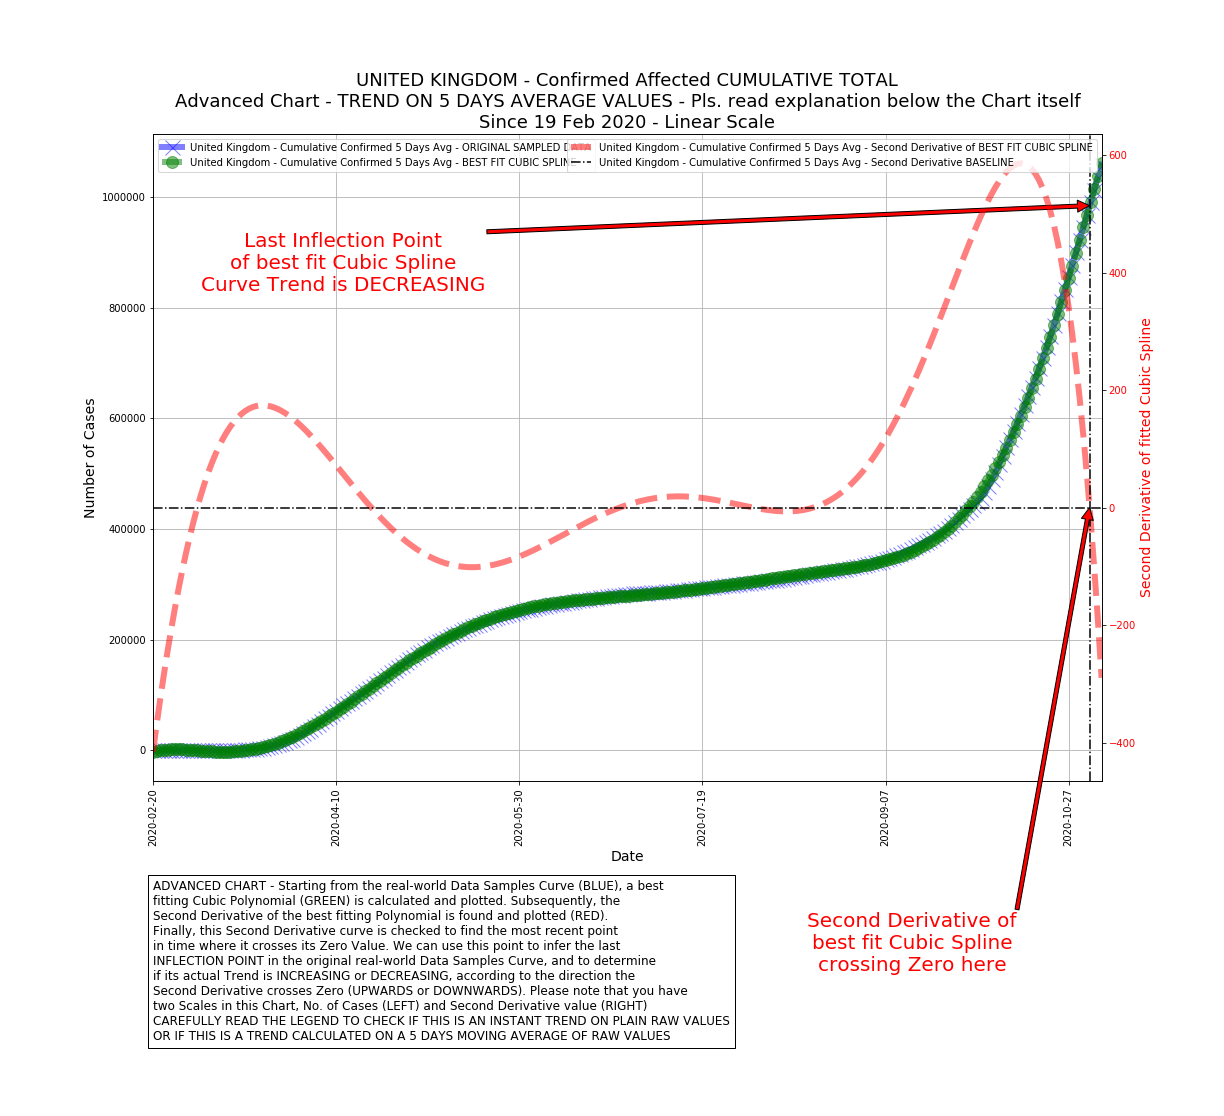 UNITED KINGDOM - Confirmed Affected CUMULATIVE TOTAL
Advanced Chart - TREND ON 5 DAYS AVERAGE VALUES - Pls. read explanation below the Chart itself
Since 19 Feb 2020 - Linear Scale
United Kingdom - Cumulative Confirmed 5 Days Avg - ORIGINAL SAMPLED
United Kingdom - Cumulative Confirmed 5 Days Avg - BEST FIT CUBIC SPLINE
United Kingdom - Cumulative Confirmed 5 Days Avg - Second Derivative of BEST FIT CUBIC SPLINE
United Kingdom - Cumulative Confirmed 5 Days Avg - Second Derivative BASELINE
Last Inflection Point
of best fit Cubic Spline
Curve Trend is DECREASING
Number of Cases
1000000
800000
600000
400000
200000
0
600
400
200
0
−200
−400
Second Derivative of fitted Cubic Spline
2020-02-20
2020-04-10
2020-05-30
2020-07-19
2020-09-07
2020-10-27
Date
ADVANCED CHART - Starting from the real-world Data Samples Curve (BLUE), a best
fitting Cubic Polynomial (GREEN) is calculated and plotted. Subsequently, the
Second Derivative of the best fitting Polynomial is found and plotted (RED).
Finally, this Second Derivative curve is checked to find the most recent point
in time where it crosses its Zero Value. We can use this point to infer the last
INFLECTION POINT in the original real-world Data Samples Curve, and to determine
if its actual Trend is INCREASING or DECREASING, according to the direction the
Second Derivative crosses Zero (UPWARDS or DOWNWARDS). Please note that you have
two Scales in this Chart, No. of Cases (LEFT) and Second Derivative value (RIGHT)
CAREFULLY READ THE LEGEND TO CHECK IF THIS IS AN INSTANT TREND ON PLAIN RAW VALUES
OR IF THIS IS A TREND CALCULATED ON A 5 DAYS MOVING AVERAGE OF RAW VALUES
Second Derivative of
best fit Cubic Spline
crossing Zero here